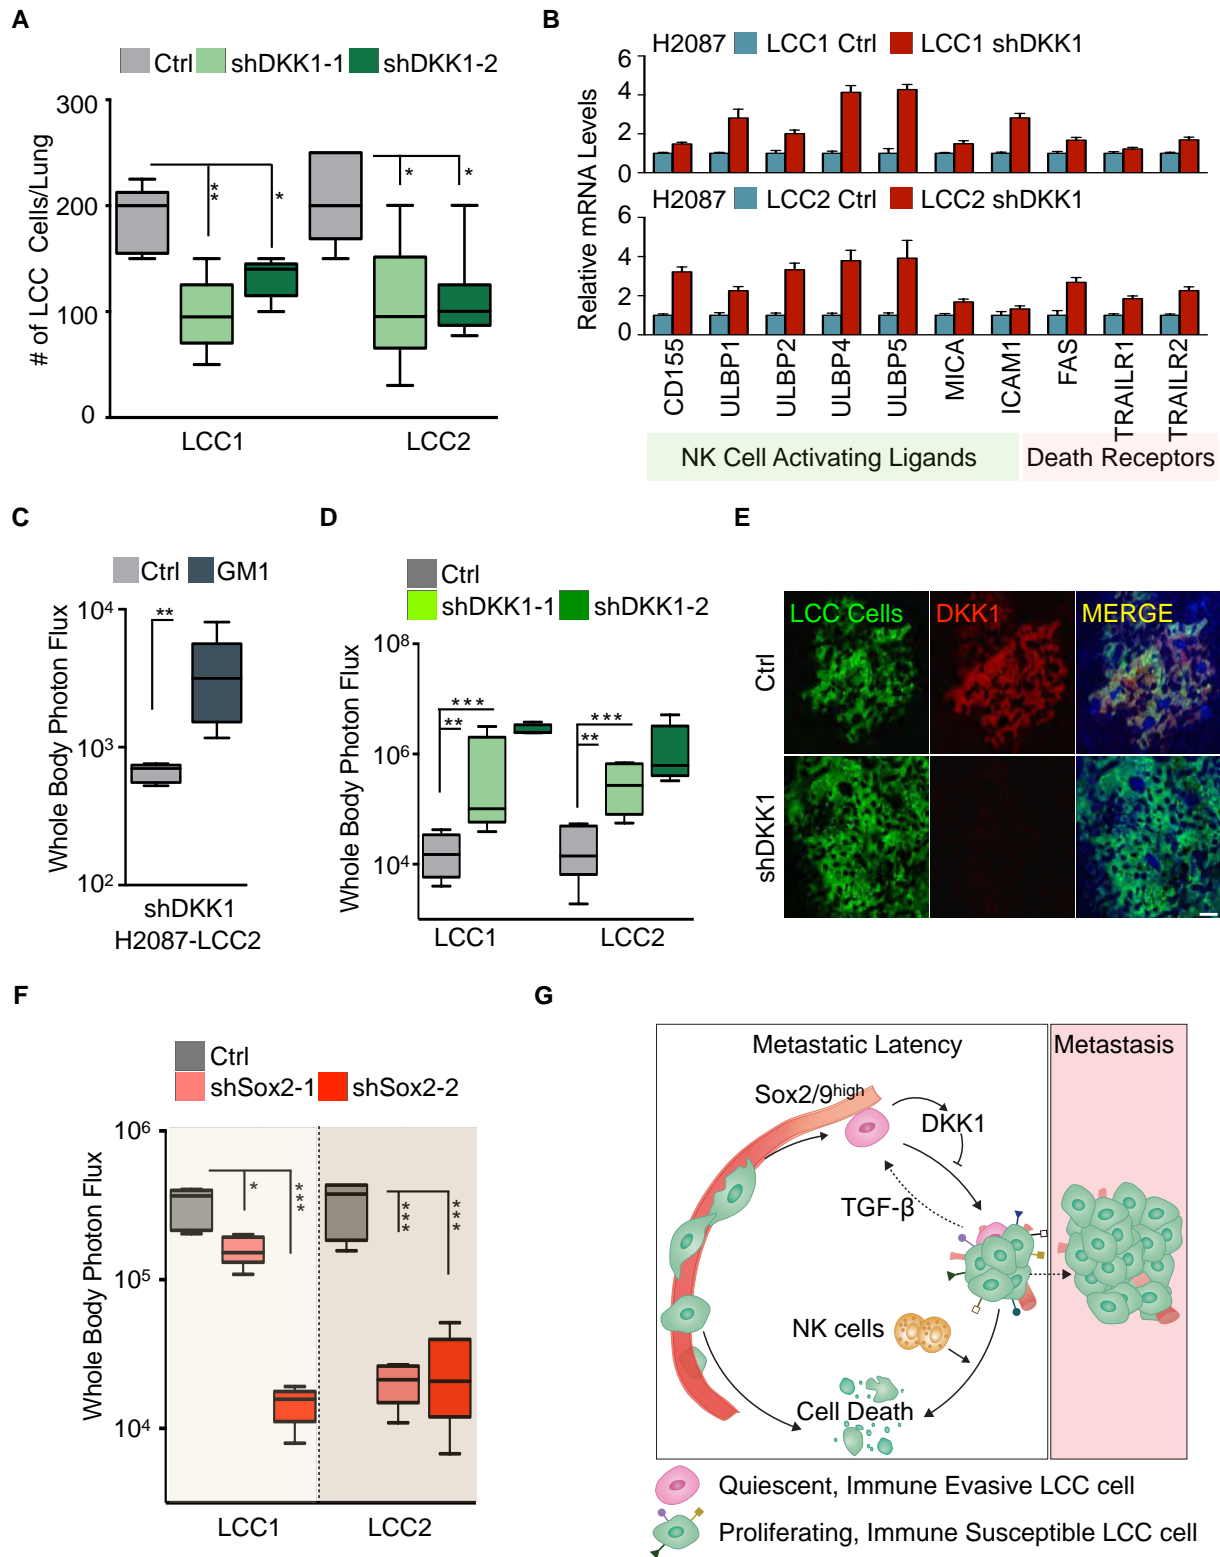 A
Ctrl shDKK1-1 shDKK1-2
# of LCC Cells/Lung
300
200
100
0
** * * *
LCC1 LCC2
B
H2087 LCC1 Ctrl LCC1 shDKK1
6
4
2
0
H2087 LCC2 Ctrl LCC2 shDKK1
6
4
2
0
Relative mRNA Levels
CD155 ULBP1 ULBP2 ULBP4 ULBP5 MICA ICAM1 FAS TRAILR1 TRAILR2
NK Cell Activating Ligands Death Receptors
C
Ctrl GM1
Whole Body Photon Flux
10⁴
10³
10²
**
shDKK1
H2087-LCC2
D
Ctrl
shDKK1-1 shDKK1-2
Whole Body Photon Flux
10⁸
10⁶
10⁴
*** ***
** **
LCC1 LCC2
E
LCC Cells DKK1 MERGE
Ctrl
shDKK1
F
Ctrl
shSox2-1 shSox2-2
Whole Body Photon Flux
10⁶
10⁵
10⁴
* *** *** ***
LCC1 LCC2
G
Metastatic Latency Metastasis
Sox2/9ʰⁱᵍʰ
DKK1
TGF-β
NK cells
Cell Death
Quiescent, Immune Evasive LCC cell
Proliferating, Immune Susceptible LCC cell